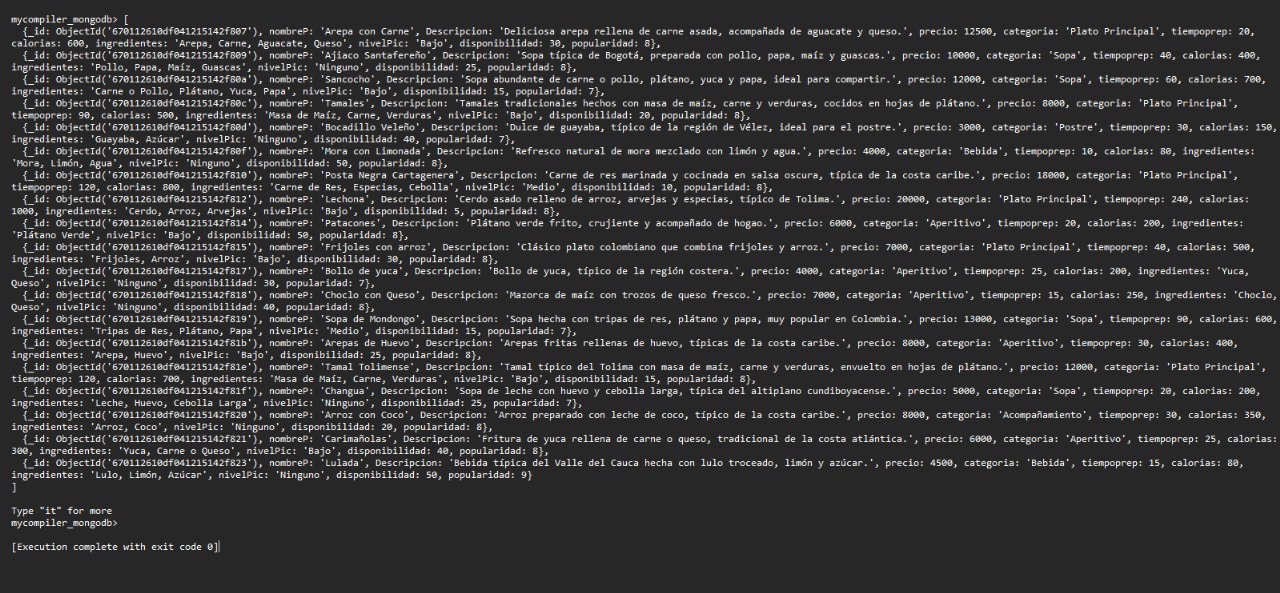 mycompiler_mongodb> [
{_id: ObjectId('670112610df041215142f807'), nombreP: 'Arepa con Carne', Descripcion: 'Deliciosa arepa rellena de carne asada, acompañada de aguacate y queso.', precio: 12500, categoria: 'Plato Principal', tiempoprep: 20,
calorias: 600, ingredientes: 'Arepa, Carne, Aguacate, Queso', nivelPic: 'Bajo', disponibilidad: 30, popularidad: 8},
{_id: ObjectId('670112610df041215142f809'), nombreP: 'Ajiaco Santafereño', Descripcion: 'Sopa típica de Bogotá, preparada con pollo, papa, maíz y guascas.', precio: 10000, categoria: 'Sopa', tiempoprep: 40, calorias: 400,
ingredientes: 'Pollo, Papa, Maíz, Guascas', nivelPic: 'Ninguno', disponibilidad: 25, popularidad: 8},
{_id: ObjectId('670112610df041215142f80a'), nombreP: 'Sancocho', Descripcion: 'Sopa abundante de carne o pollo, plátano, yuca y papa, ideal para compartir.', precio: 12000, categoria: 'Sopa', tiempoprep: 60, calorias: 700,
ingredientes: 'Carne o Pollo, Plátano, Yuca, Papa', nivelPic: 'Bajo', disponibilidad: 15, popularidad: 7},
{_id: ObjectId('670112610df041215142f80c'), nombreP: 'Tamales', Descripcion: 'Tamales tradicionales hechos con masa de maíz, carne y verduras, cocidos en hojas de plátano.', precio: 8000, categoria: 'Plato Principal',
tiempoprep: 90, calorias: 500, ingredientes: 'Masa de Maíz, Carne, Verduras', nivelPic: 'Bajo', disponibilidad: 20, popularidad: 8},
{_id: ObjectId('670112610df041215142f80d'), nombreP: 'Bocadillo Veleño', Descripcion: 'Dulce de guayaba, típico de la región de Vélez, ideal para el postre.', precio: 3000, categoria: 'Postre', tiempoprep: 30, calorias: 150,
ingredientes: 'Guayaba, Azúcar', nivelPic: 'Ninguno', disponibilidad: 40, popularidad: 7},
{_id: ObjectId('670112610df041215142f80f'), nombreP: 'Mora con Limonada', Descripcion: 'Refresco natural de mora mezclado con limón y agua.', precio: 4000, categoria: 'Bebida', tiempoprep: 10, calorias: 80, ingredientes:
'Mora, Limón, Agua', nivelPic: 'Ninguno', disponibilidad: 50, popularidad: 8},
{_id: ObjectId('670112610df041215142f810'), nombreP: 'Posta Negra Cartagenera', Descripcion: 'Carne de res marinada y cocinada en salsa oscura, típica de la costa caribe.', precio: 18000, categoria: 'Plato Principal',
tiempoprep: 120, calorias: 800, ingredientes: 'Carne de Res, Especias, Cebolla', nivelPic: 'Medio', disponibilidad: 10, popularidad: 8},
{_id: ObjectId('670112610df041215142f812'), nombreP: 'Lechona', Descripcion: 'Cerdo asado relleno de arroz, arvejas y especias, típico de Tolima.', precio: 20000, categoria: 'Plato Principal', tiempoprep: 240, calorias:
1000, ingredientes: 'Cerdo, Arroz, Arvejas', nivelPic: 'Bajo', disponibilidad: 5, popularidad: 8},
{_id: ObjectId('670112610df041215142f814'), nombreP: 'Patacones', Descripcion: 'Plátano verde frito, crujiente y acompañado de hogao.', precio: 6000, categoria: 'Aperitivo', tiempoprep: 20, calorias: 200, ingredientes:
'Plátano Verde', nivelPic: 'Bajo', disponibilidad: 50, popularidad: 8},
{_id: ObjectId('670112610df041215142f815'), nombreP: 'Frijoles con arroz', Descripcion: 'Clásico plato colombiano que combina frijoles y arroz.', precio: 7000, categoria: 'Plato Principal', tiempoprep: 40, calorias: 500,
ingredientes: 'Frijoles, Arroz', nivelPic: 'Bajo', disponibilidad: 30, popularidad: 8},
{_id: ObjectId('670112610df041215142f817'), nombreP: 'Bollo de yuca', Descripcion: 'Bollo de yuca, típico de la región costera.', precio: 4000, categoria: 'Aperitivo', tiempoprep: 25, calorias: 200, ingredientes: 'Yuca,
Queso', nivelPic: 'Ninguno', disponibilidad: 30, popularidad: 7},
{_id: ObjectId('670112610df041215142f818'), nombreP: 'Choclo con Queso', Descripcion: 'Mazorca de maíz con trozos de queso fresco.', precio: 7000, categoria: 'Aperitivo', tiempoprep: 15, calorias: 250, ingredientes: 'Choclo,
Queso', nivelPic: 'Ninguno', disponibilidad: 40, popularidad: 8},
{_id: ObjectId('670112610df041215142f819'), nombreP: 'Sopa de Mondongo', Descripcion: 'Sopa hecha con tripas de res, plátano y papa, muy popular en Colombia.', precio: 13000, categoria: 'Sopa', tiempoprep: 90, calorias: 600,
ingredientes: 'Tripas de Res, Plátano, Papa', nivelPic: 'Medio', disponibilidad: 15, popularidad: 7},
{_id: ObjectId('670112610df041215142f81b'), nombreP: 'Arepas de Huevo', Descripcion: 'Arepas fritas rellenas de huevo, típicas de la costa caribe.', precio: 8000, categoria: 'Aperitivo', tiempoprep: 30, calorias: 400,
ingredientes: 'Arepa, Huevo', nivelPic: 'Bajo', disponibilidad: 25, popularidad: 8},
{_id: ObjectId('670112610df041215142f81e'), nombreP: 'Tamal Tolimense', Descripcion: 'Tamal típico del Tolima con masa de maíz, carne y verduras, envuelto en hojas de plátano.', precio: 12000, categoria: 'Plato Principal',
tiempoprep: 120, calorias: 700, ingredientes: 'Masa de Maíz, Carne, Verduras', nivelPic: 'Bajo', disponibilidad: 15, popularidad: 8},
{_id: ObjectId('670112610df041215142f81f'), nombreP: 'Changua', Descripcion: 'Sopa de leche con huevo y cebolla larga, típica del altiplano cundiboyacense.', precio: 5000, categoria: 'Sopa', tiempoprep: 20, calorias: 200,
ingredientes: 'Leche, Huevo, Cebolla Larga', nivelPic: 'Ninguno', disponibilidad: 25, popularidad: 7},
{_id: ObjectId('670112610df041215142f820'), nombreP: 'Arroz con Coco', Descripcion: 'Arroz preparado con leche de coco, típico de la costa caribe.', precio: 8000, categoria: 'Acompañamiento', tiempoprep: 30, calorias: 350,
ingredientes: 'Arroz, Coco', nivelPic: 'Ninguno', disponibilidad: 20, popularidad: 8},
{_id: ObjectId('670112610df041215142f821'), nombreP: 'Carimañolas', Descripcion: 'Fritura de yuca rellena de carne o queso, tradicional de la costa atlántica.', precio: 6000, categoria: 'Aperitivo', tiempoprep: 25, calorias:
300, ingredientes: 'Yuca, Carne o Queso', nivelPic: 'Bajo', disponibilidad: 40, popularidad: 8},
{_id: ObjectId('670112610df041215142f823'), nombreP: 'Lulada', Descripcion: 'Bebida típica del Valle del Cauca hecha con lulo troceado, limón y azúcar.', precio: 4500, categoria: 'Bebida', tiempoprep: 15, calorias: 80,
ingredientes: 'Lulo, Limón, Azúcar', nivelPic: 'Ninguno', disponibilidad: 50, popularidad: 9}
]
Type "it" for more
mycompiler_mongodb>
[Execution complete with exit code 0]